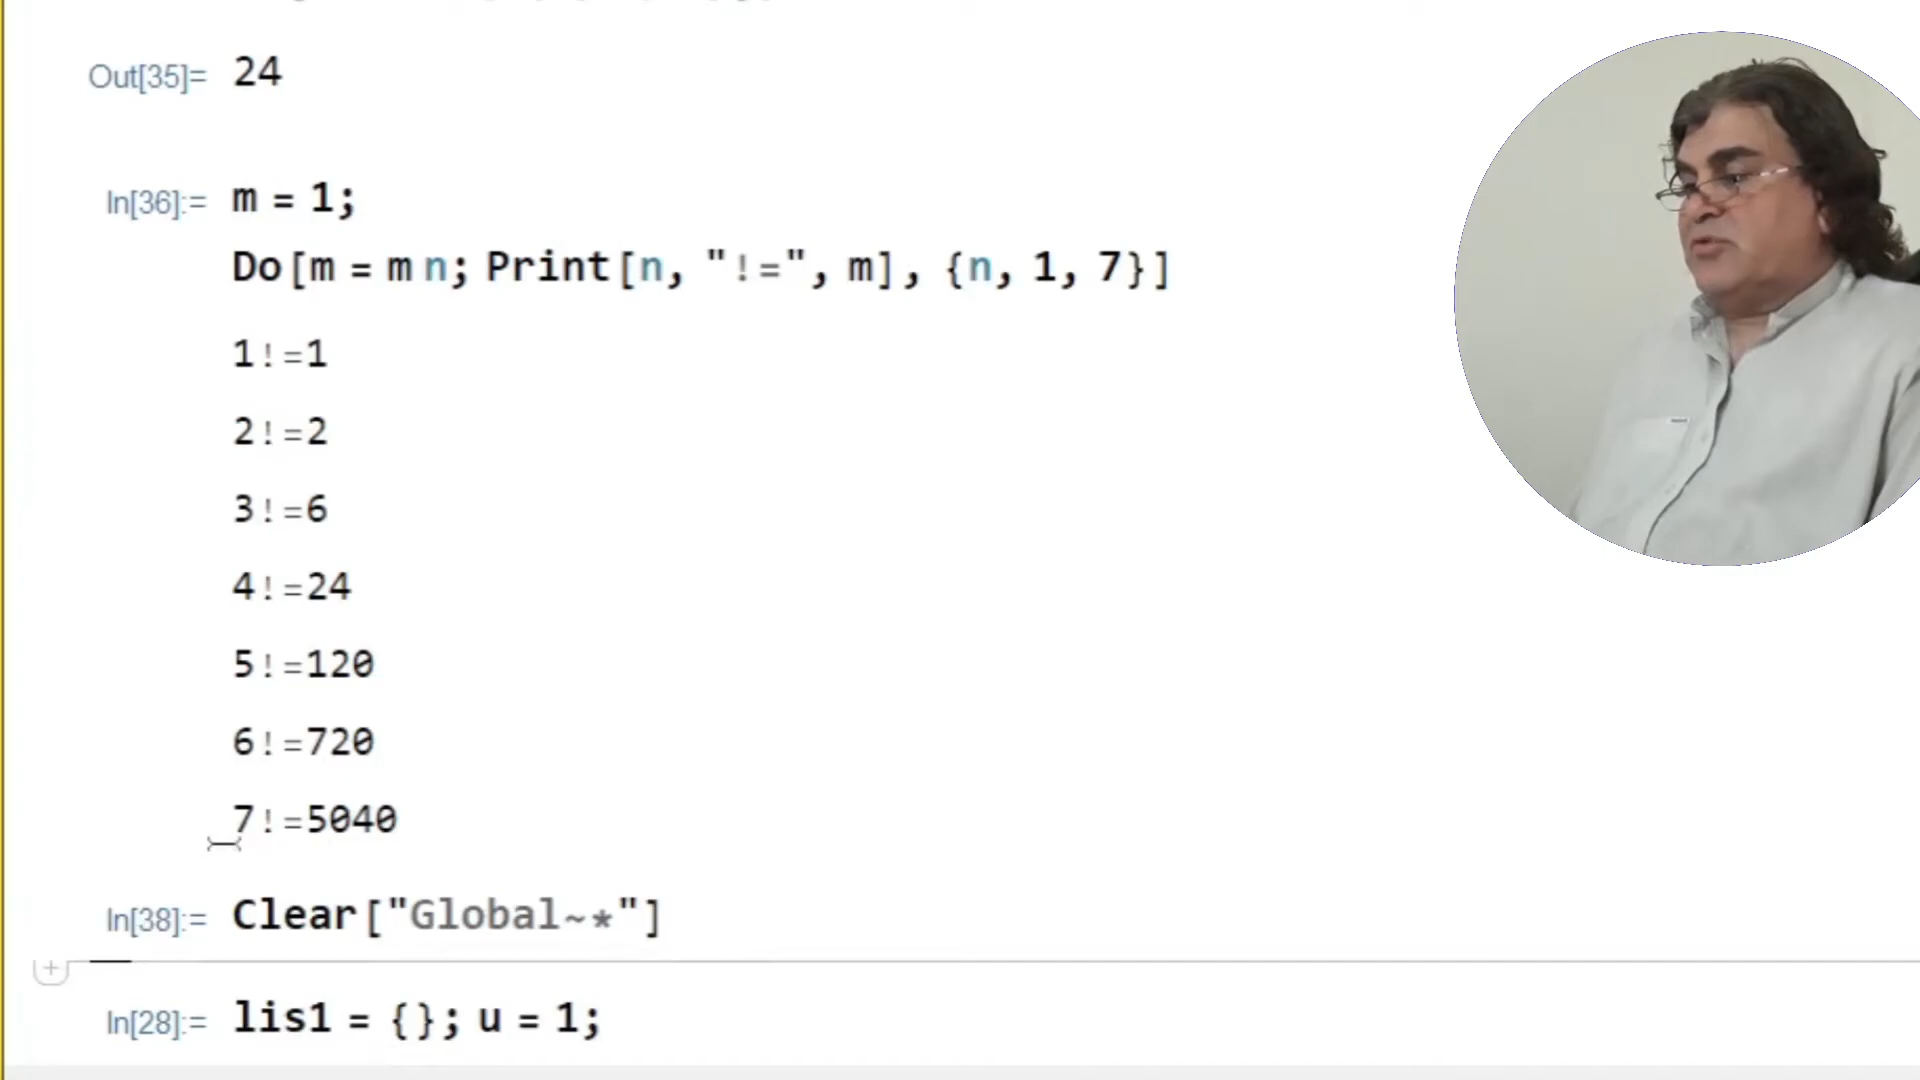 Out[35]= 24
In[36]:= m = 1;
Do[m = m n; Print[n, "!=", m], {n, 1, 7}]
1!=1
2!=2
3!=6
4!=24
5!=120
6!=720
7!=5040
In[38]:= Clear["Global~*"]
In[28]:= lis1 = {}; u = 1;